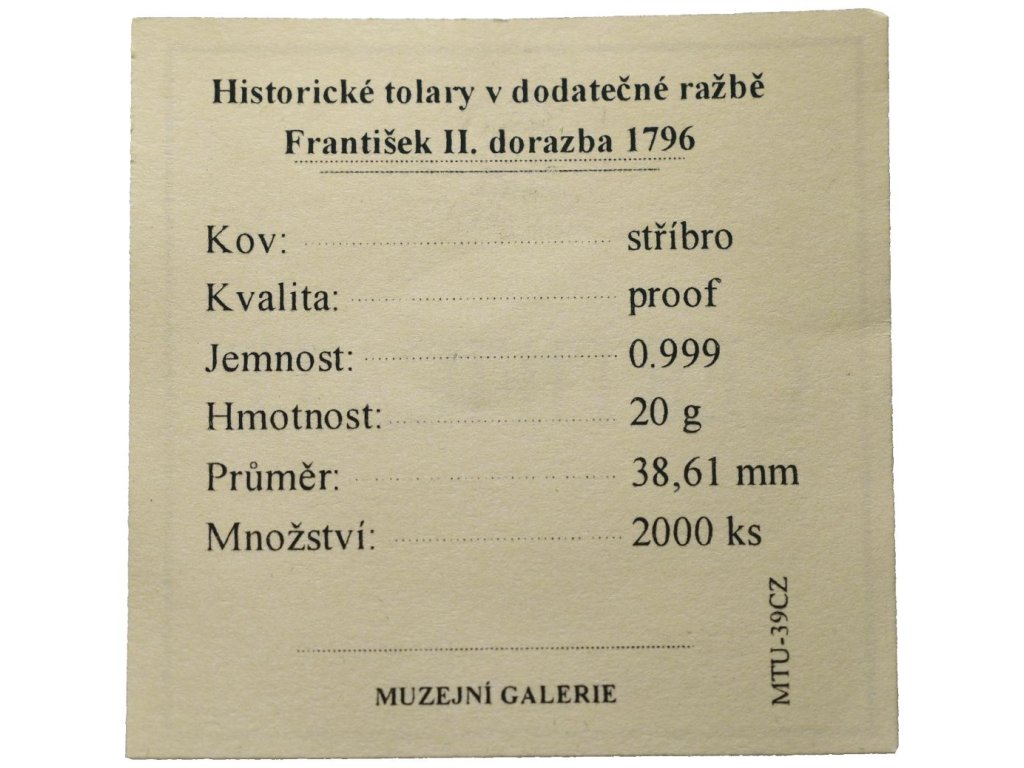 Historické tolary v dodatečné ražbě
František II. dorazba 1796
Kov: stříbro
Kvalita: proof
Jemnost: 0.999
Hmotnost: 20 g
Průměr: 38,61 mm
Množství: 2000 ks
MUZEJNÍ GALERIE
MTU-39CZ